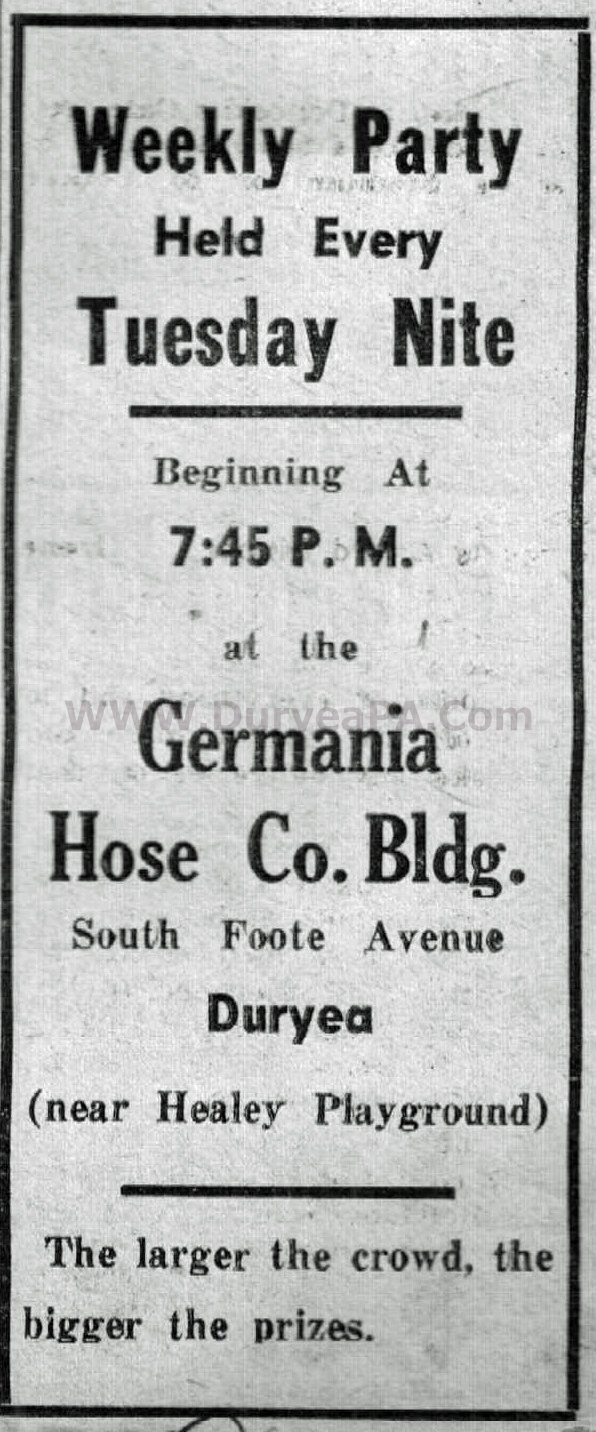 Weekly Party
Held Every
Tuesday Nite
Beginning At
7:45 P. M.
at the
WWW.DuryeaPA.Com
Germania
Hose Co. Bldg.
South Foote Avenue
Duryea
(near Healey Playground)
The larger the crowd, the
bigger the prizes.